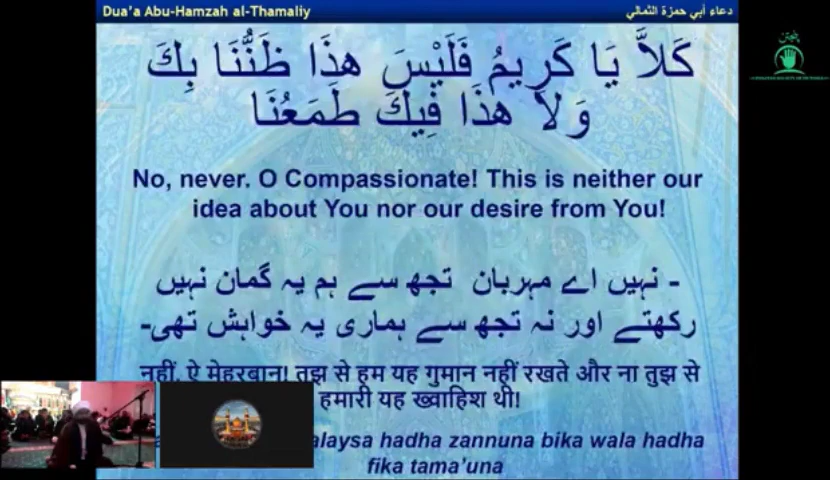 Dua'a Abu-Hamzah al-Thamaliy
دعاء أبي حمزة الثمالي
كَلاَّ يَا كَرِيمُ فَلَيْسَ هذَا ظَنُّنَا بِكَ
وَلاَ هذَا فِيكَ طَمَعُنَا
No, never. O Compassionate! This is neither our
idea about You nor our desire from You!
- نہیں اے مہربان تجھ سے ہم یہ گمان نہیں
رکھتے اور نہ تجھ سے ہماری یہ خواہش تھی-
नहीं, ऐ मेहरबान! तुझ से हम यह गुमान नहीं रखते और ना तुझ से
हमारी यह ख्वाहिश थी!
alaysa hadha zannuna bika wala hadha
fika tama'una